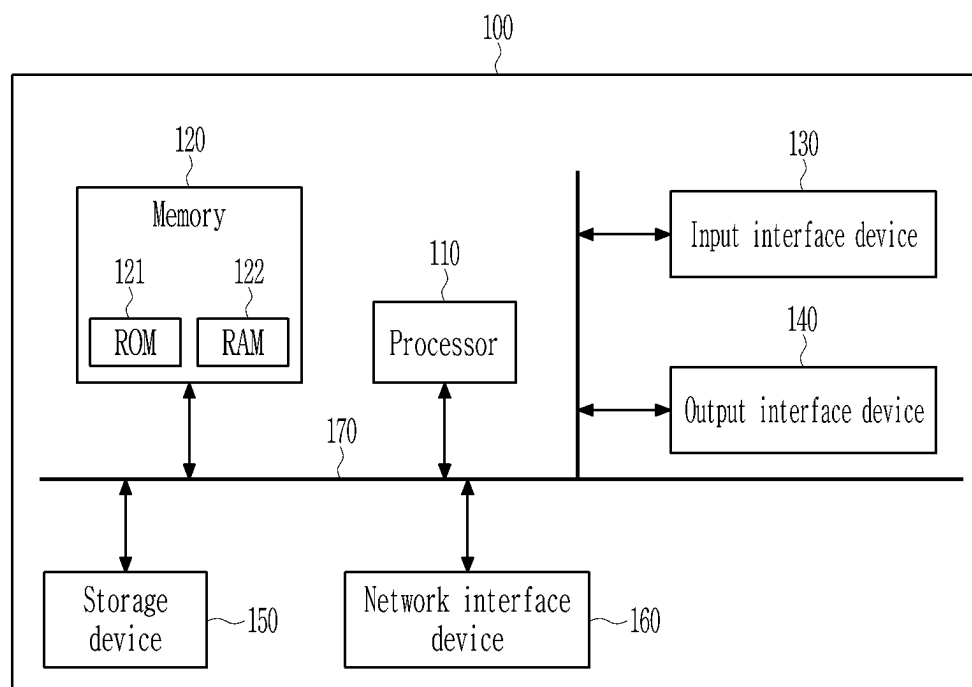 100
120
130
Memory
Input interface device
121
122
110
ROM
RAM
Processor
140
Output interface device
170
Storage
device
150
Network interface
device
160